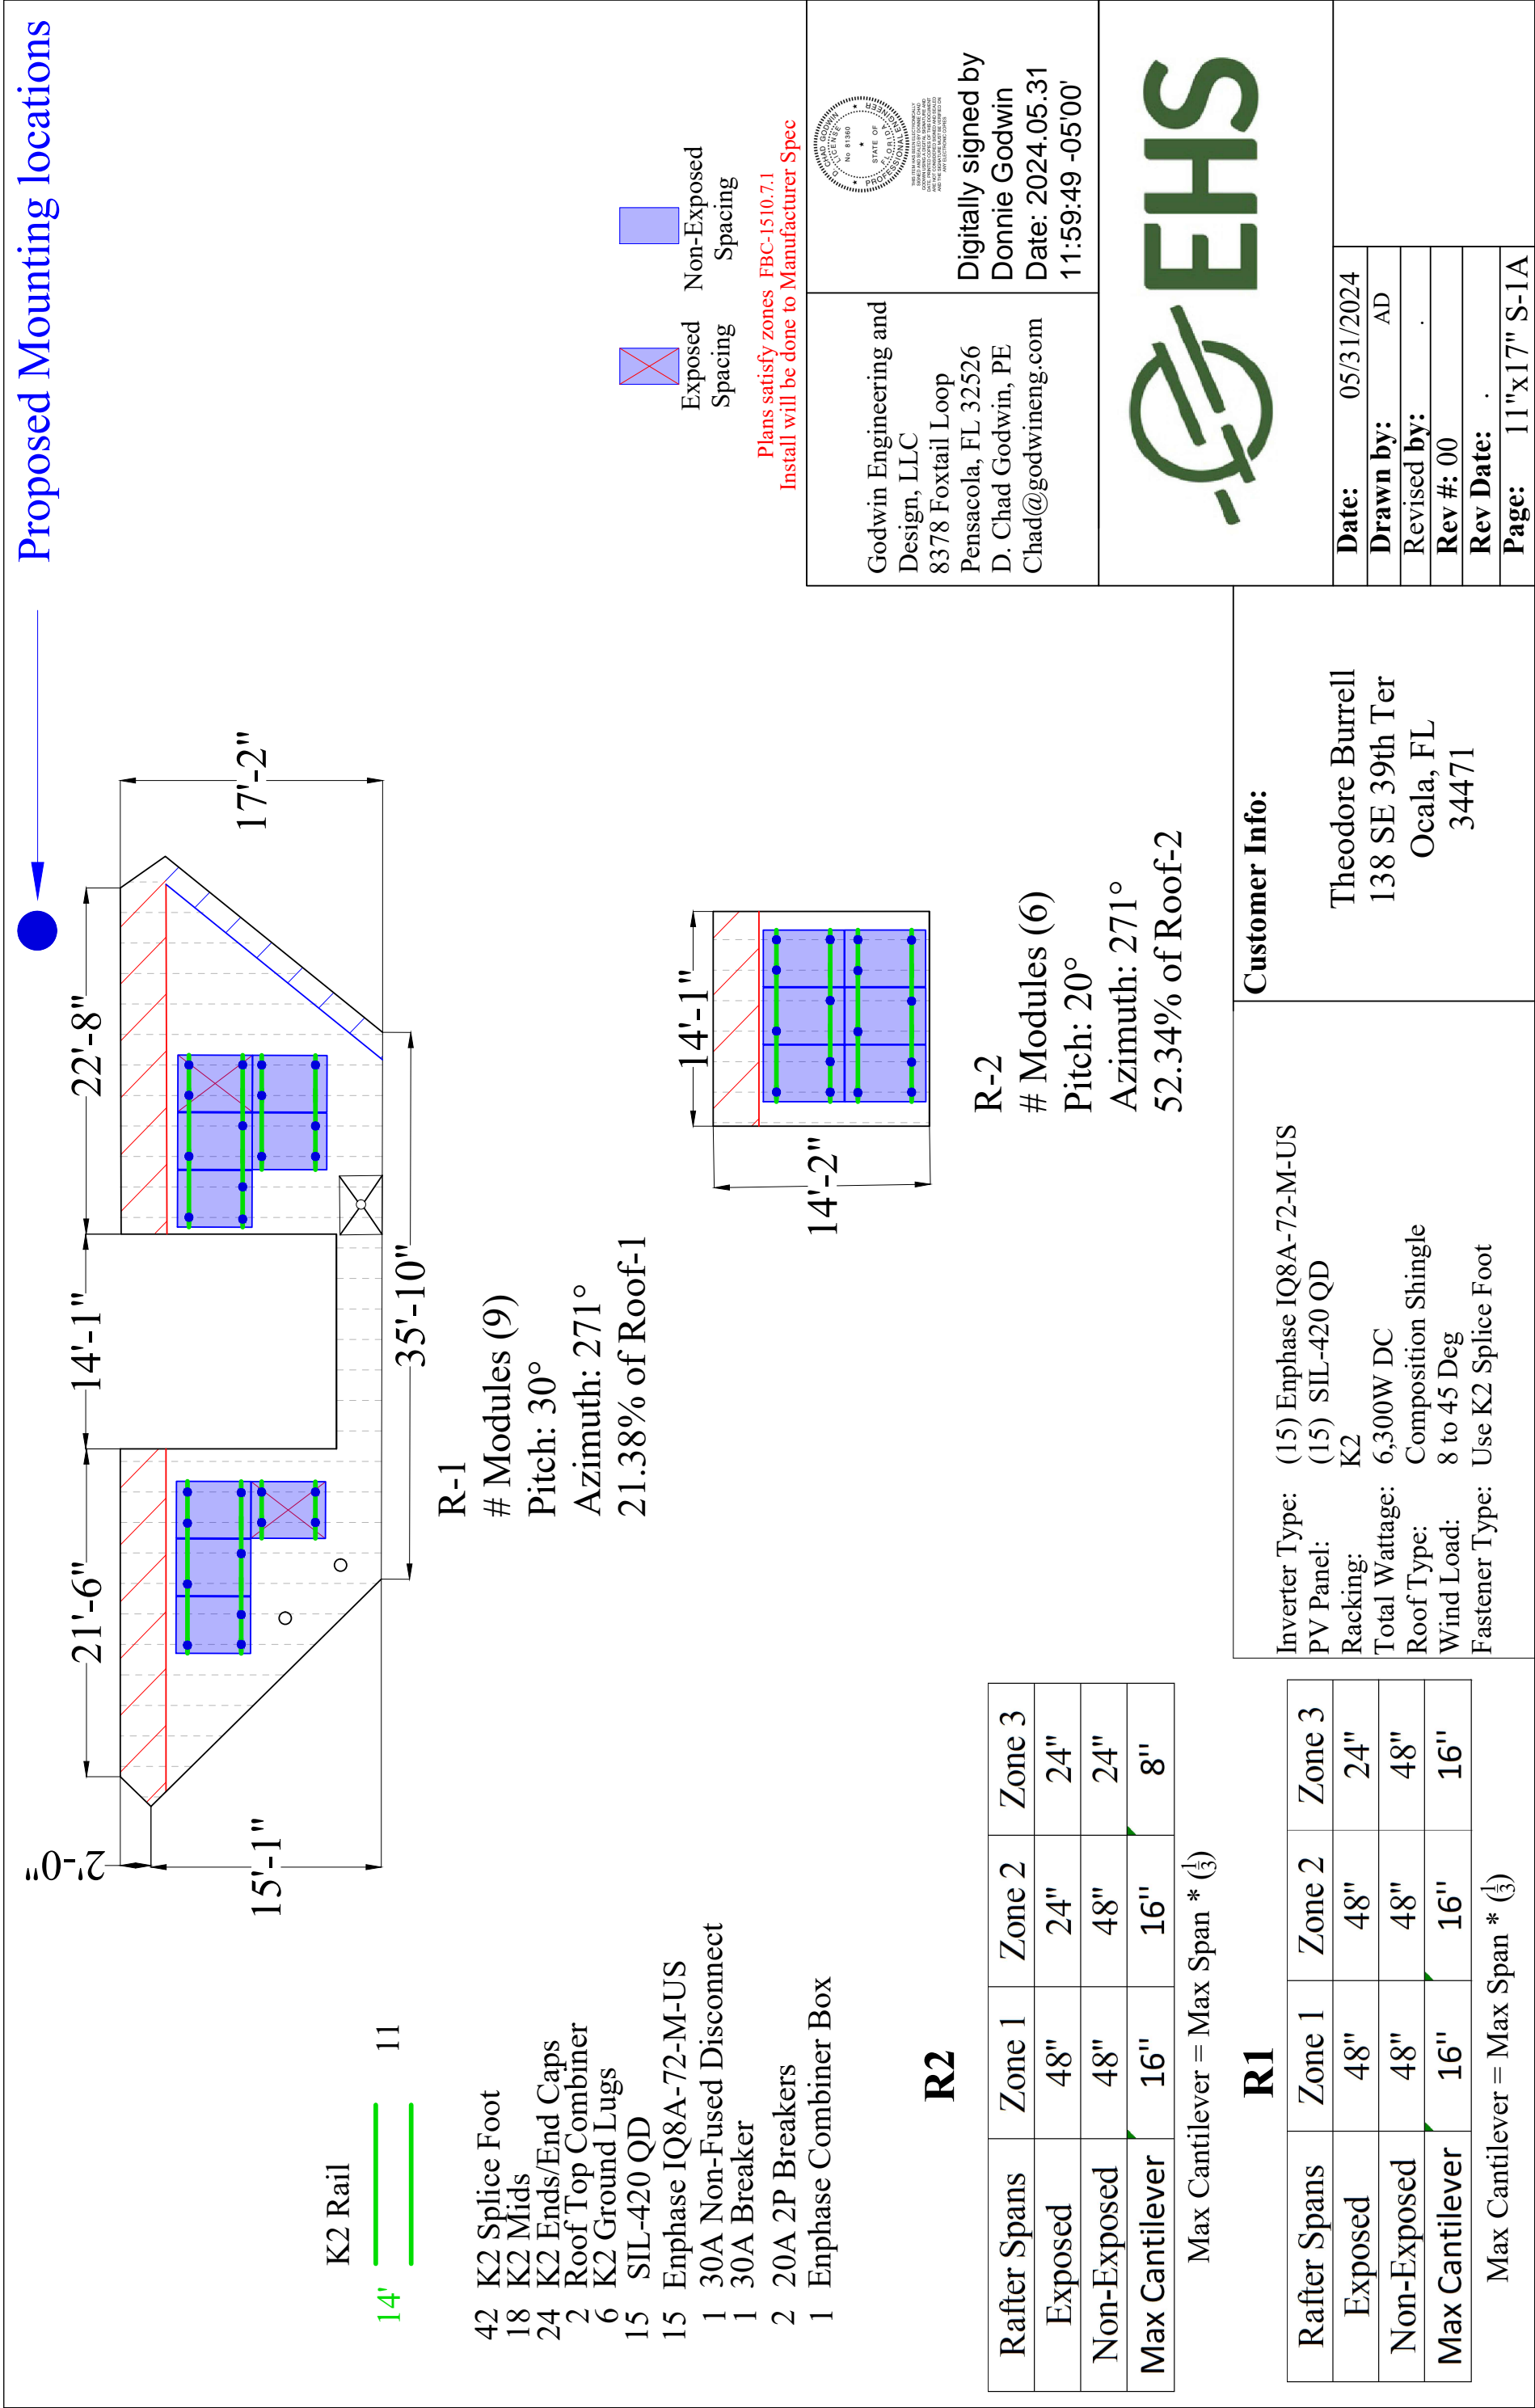 Proposed Mounting locations
K2 Rail
14' 11
42 K2 Splice Foot
18 K2 Mids
24 K2 Ends/End Caps
2 Roof Top Combiner
6 K2 Ground Lugs
15 SIL-420 QD
15 Enphase IQ8A-72-M-US
1 30A Non-Fused Disconnect
1 30A Breaker
2 20A 2P Breakers
1 Enphase Combiner Box
2'-0"
15'-1"
21'-6"
14'-1"
22'-8"
17'-2"
35'-10"
R-1
# Modules (9)
Pitch: 30°
Azimuth: 271°
21.38% of Roof-1
14'-1"
14'-2"
R-2
# Modules (6)
Pitch: 20°
Azimuth: 271°
52.34% of Roof-2
Exposed
Spacing
Non-Exposed
Spacing
Plans satisfy zones FBC-1510.7.1
Install will be done to Manufacturer Spec
R2
Rafter Spans Zone 1 Zone 2 Zone 3
Exposed 48" 24" 24"
Non-Exposed 48" 48" 24"
Max Cantilever 16" 16" 8"
Max Cantilever = Max Span * (1/3)
R1
Rafter Spans Zone 1 Zone 2 Zone 3
Exposed 48" 48" 24"
Non-Exposed 48" 48" 48"
Max Cantilever 16" 16" 16"
Max Cantilever = Max Span * (1/3)
Inverter Type: (15) Enphase IQ8A-72-M-US
PV Panel: (15) SIL-420 QD
Racking: K2
Total Wattage: 6,300W DC
Roof Type: Composition Shingle
Wind Load: 8 to 45 Deg
Fastener Type: Use K2 Splice Foot
Customer Info:
Theodore Burrell
138 SE 39th Ter
Ocala, FL
34471
Godwin Engineering and
Design, LLC
8378 Foxtail Loop
Pensacola, FL 32526
D. Chad Godwin, PE
Chad@godwineng.com
D. CHAD GODWIN
LICENSE
No 81360
STATE OF
FLORIDA
PROFESSIONAL ENGINEER
Digitally signed by
Donnie Godwin
Date: 2024.05.31
11:59:49 -05'00'
EHS
Date: 05/31/2024
Drawn by: AD
Revised by: .
Rev #: 00
Rev Date: .
Page: 11"x17" S-1A